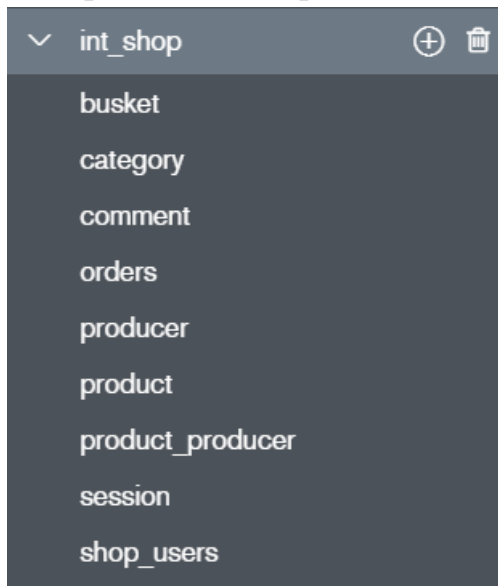 int_shop
busket
category
comment
orders
producer
product
product_producer
session
shop_users